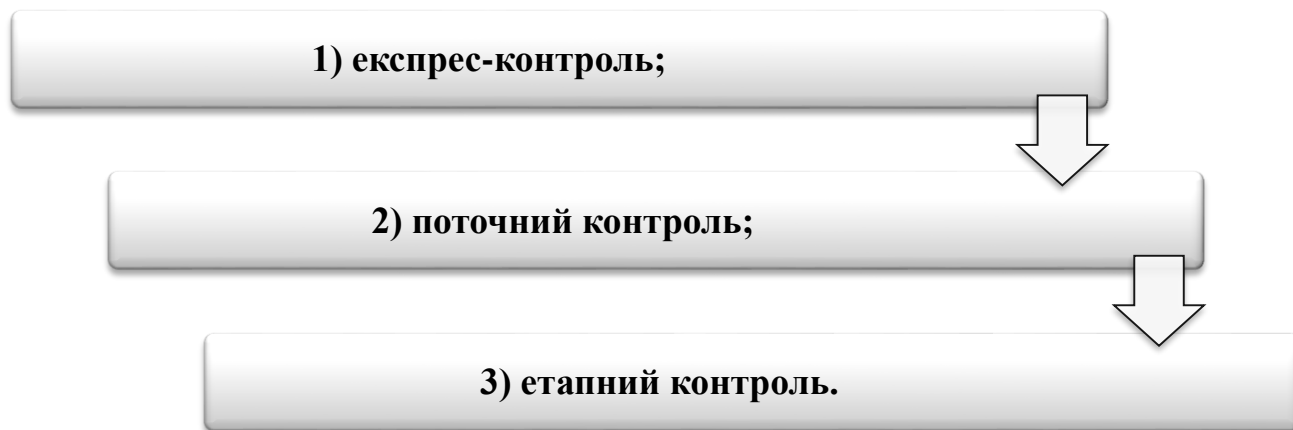 1) експрес-контроль;
2) поточний контроль;
3) етапний контроль.